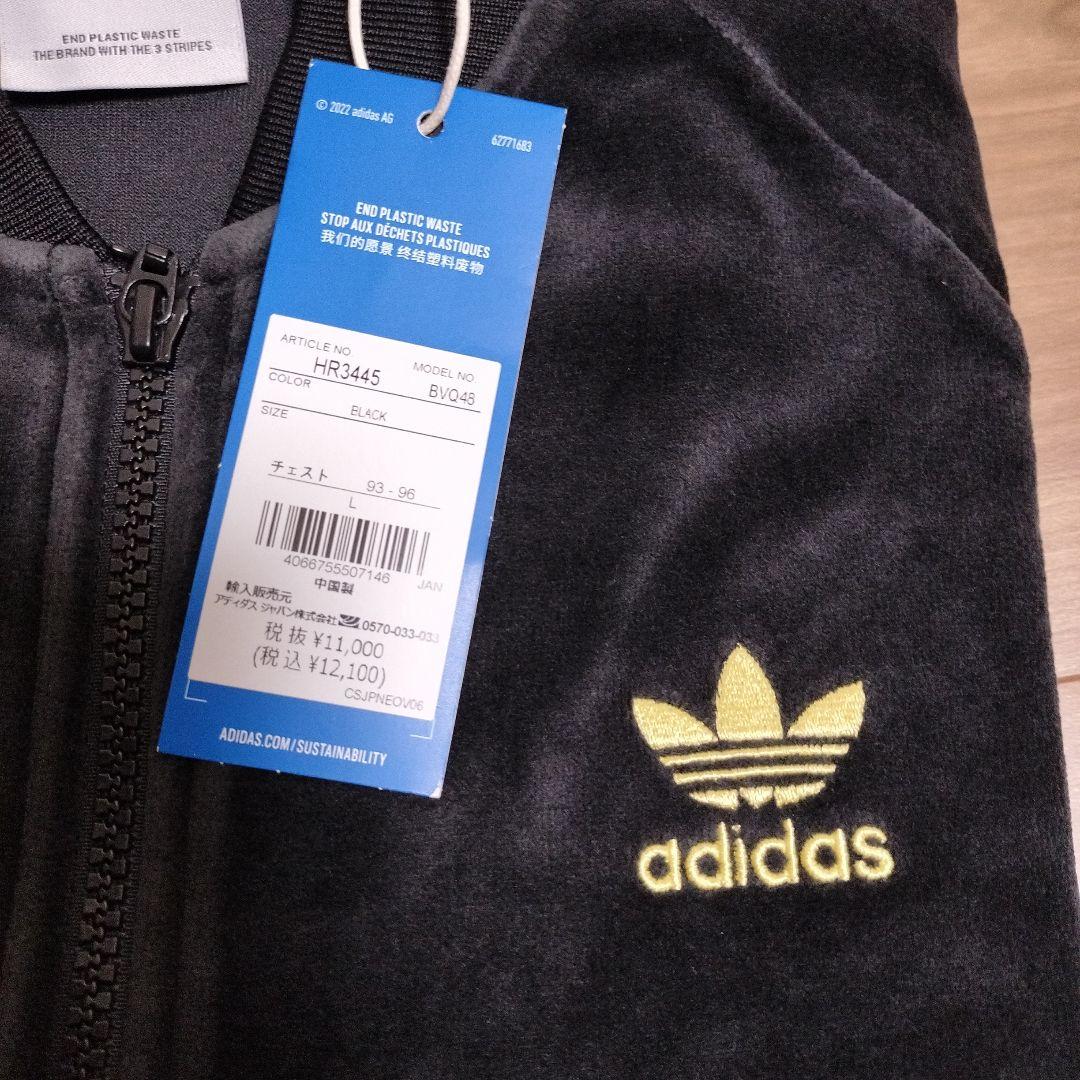 END PLASTIC WASTE
THE BRAND WITH THE 3 STRIPES
© 2022 adidas AG
62771683
END PLASTIC WASTE
STOP AUX DÉCHETS PLASTIQUES
我们的愿景 终结塑料废物
ARTICLE NO. MODEL NO.
HR3445 BVQ48
COLOR
BLACK
SIZE
チェスト 93 - 96
L
4066755507146 JAN
中国製
輸入販売元
アディダス ジャパン株式会社 0570-033-033
税 抜 ¥11,000
(税 込 ¥12,100)
CSJPNEOV06
ADIDAS.COM/SUSTAINABILITY
adidas